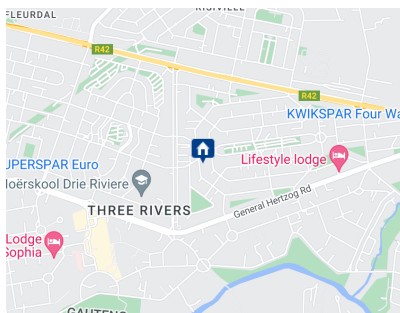 FLEURDAL
RISIVILLE
R42
R42
KWIKSPAR Four Wa
UPERSPAR Euro
Hoërskool Drie Riviere
Lifestyle lodge
THREE RIVERS
General Hertzog Rd
Lodge
Sophia
GAUTENG